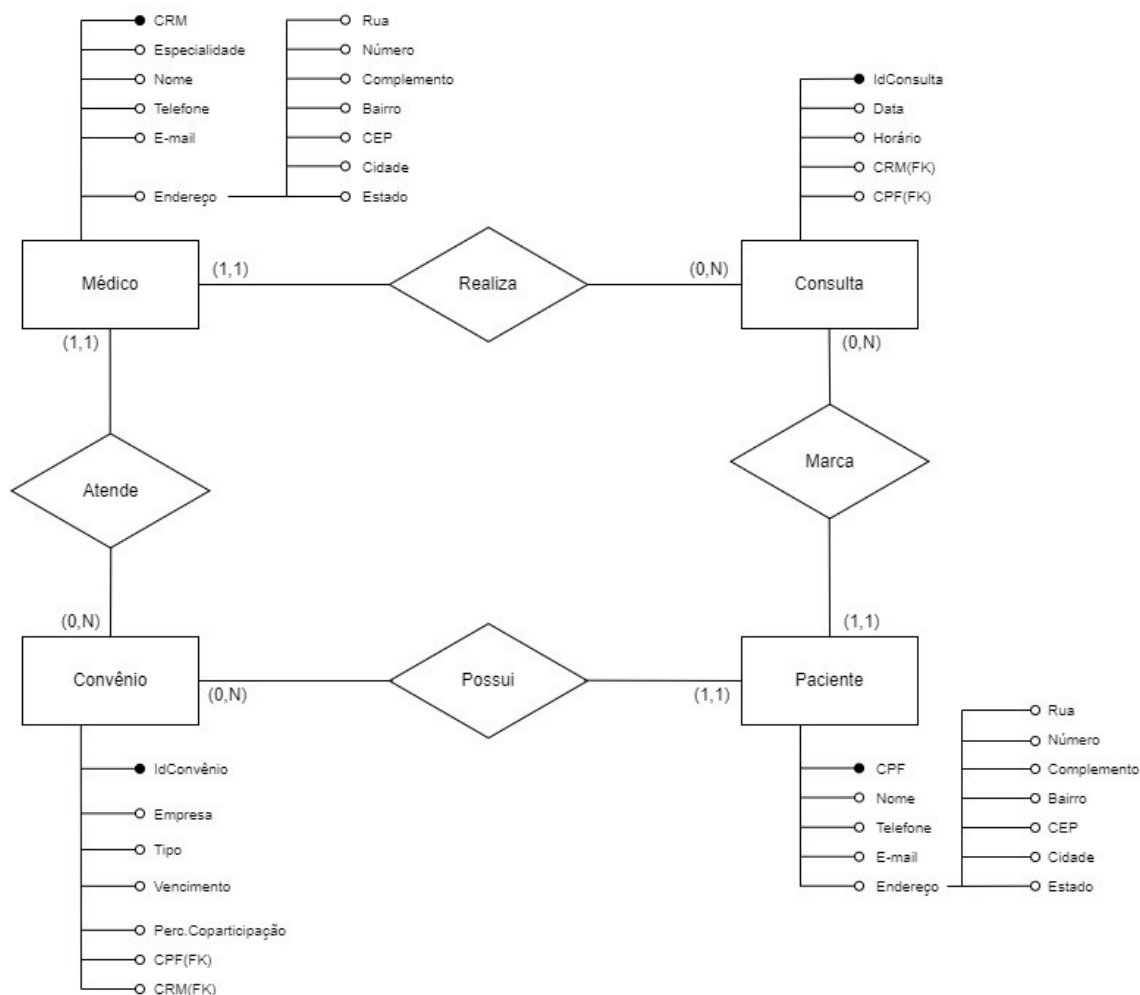 CRM
Especialidade
Nome
Telefone
E-mail
Endereço
Rua
Número
Complemento
Bairro
CEP
Cidade
Estado
IdConsulta
Data
Horário
CRM(FK)
CPF(FK)
Médico
(1,1)
Realiza
(0,N)
Consulta
(1,1)
(0,N)
Atende
Marca
(0,N)
(1,1)
Convênio
(0,N)
Possui
(1,1)
Paciente
IdConvênio
Empresa
Tipo
Vencimento
Perc.Coparticipação
CPF(FK)
CRM(FK)
CPF
Nome
Telefone
E-mail
Endereço
Rua
Número
Complemento
Bairro
CEP
Cidade
Estado